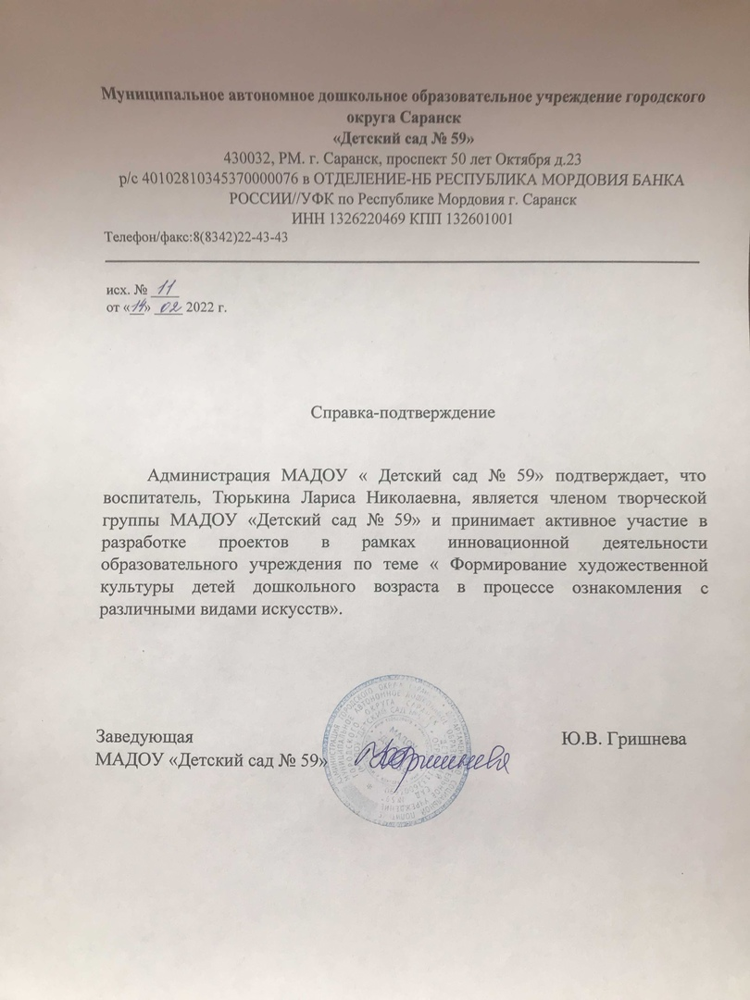 Муниципальное автономное дошкольное образовательное учреждение городского
округа Саранск
«Детский сад № 59»
430032, РМ. г. Саранск, проспект 50 лет Октября д.23
р/с 40102810345370000076 в ОТДЕЛЕНИЕ-НБ РЕСПУБЛИКА МОРДОВИЯ БАНКА
РОССИИ//УФК по Республике Мордовия г. Саранск
ИНН 1326220469 КПП 132601001
Телефон/факс:8(8342)22-43-43
исх. № 11
от «14» 02 2022 г.
Справка-подтверждение
Администрация МАДОУ « Детский сад № 59» подтверждает, что
воспитатель, Тюрькина Лариса Николаевна, является членом творческой
группы МАДОУ «Детский сад № 59» и принимает активное участие в
разработке проектов в рамках инновационной деятельности
образовательного учреждения по теме « Формирование художественной
культуры детей дошкольного возраста в процессе ознакомления с
различными видами искусств».
Заведующая
МАДОУ «Детский сад № 59»
Ю.В. Гришнева